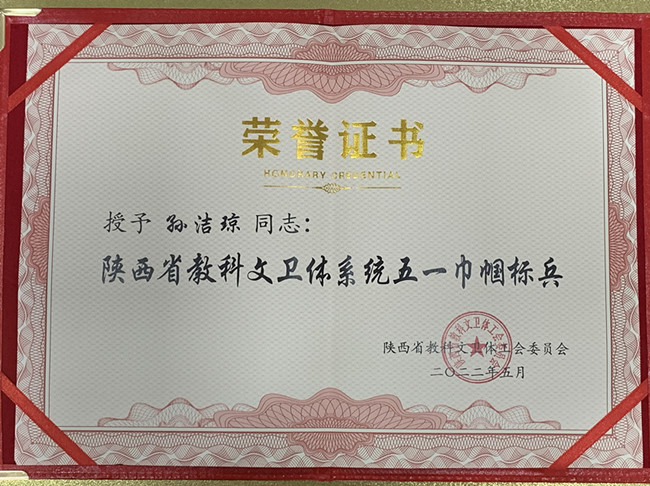 荣誉证书
HONORARY CREDENTIAL
授予 孙洁琼 同志：
陕西省教科文卫体系统五一巾帼标兵
陕西省教科文卫体工会委员会
二〇二二年五月